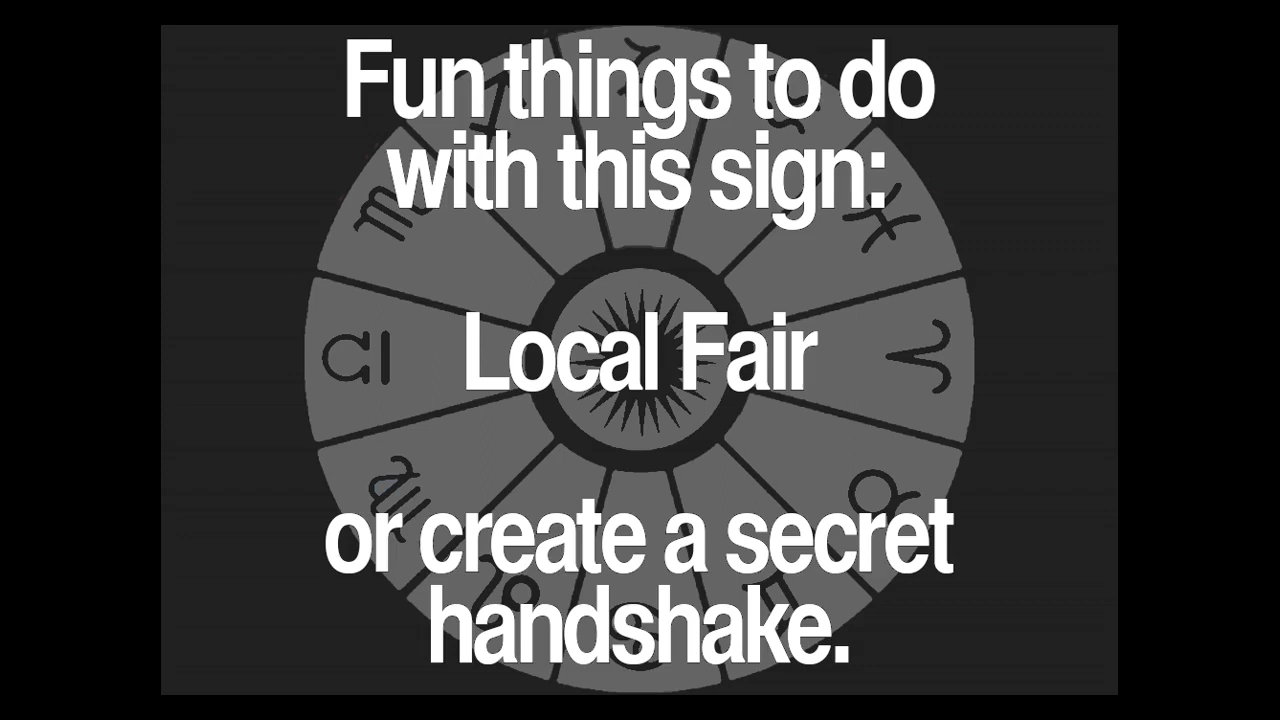 Fun things to do
with this sign:
Local Fair
or create a secret
handshake.